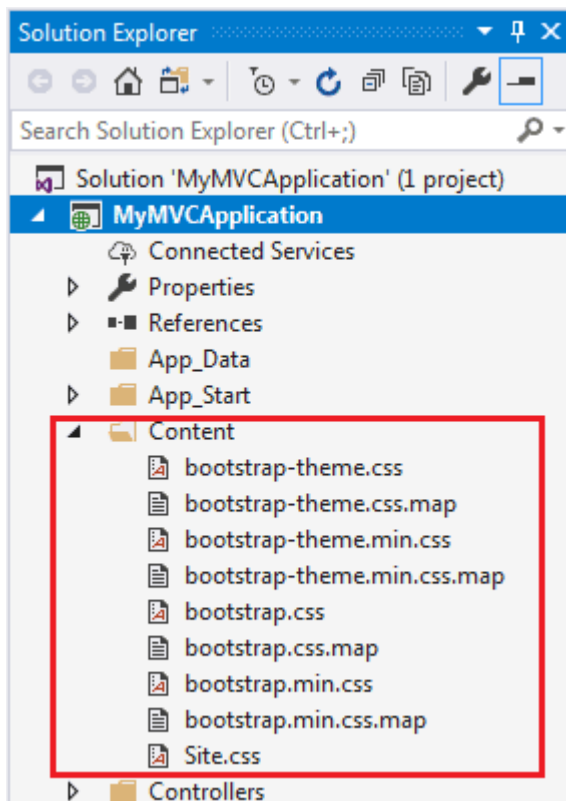 Solution Explorer
Search Solution Explorer (Ctrl+;)
Solution 'MyMVCApplication' (1 project)
MyMVCApplication
Connected Services
Properties
References
App_Data
App_Start
Content
bootstrap-theme.css
bootstrap-theme.css.map
bootstrap-theme.min.css
bootstrap-theme.min.css.map
bootstrap.css
bootstrap.css.map
bootstrap.min.css
bootstrap.min.css.map
Site.css
Controllers